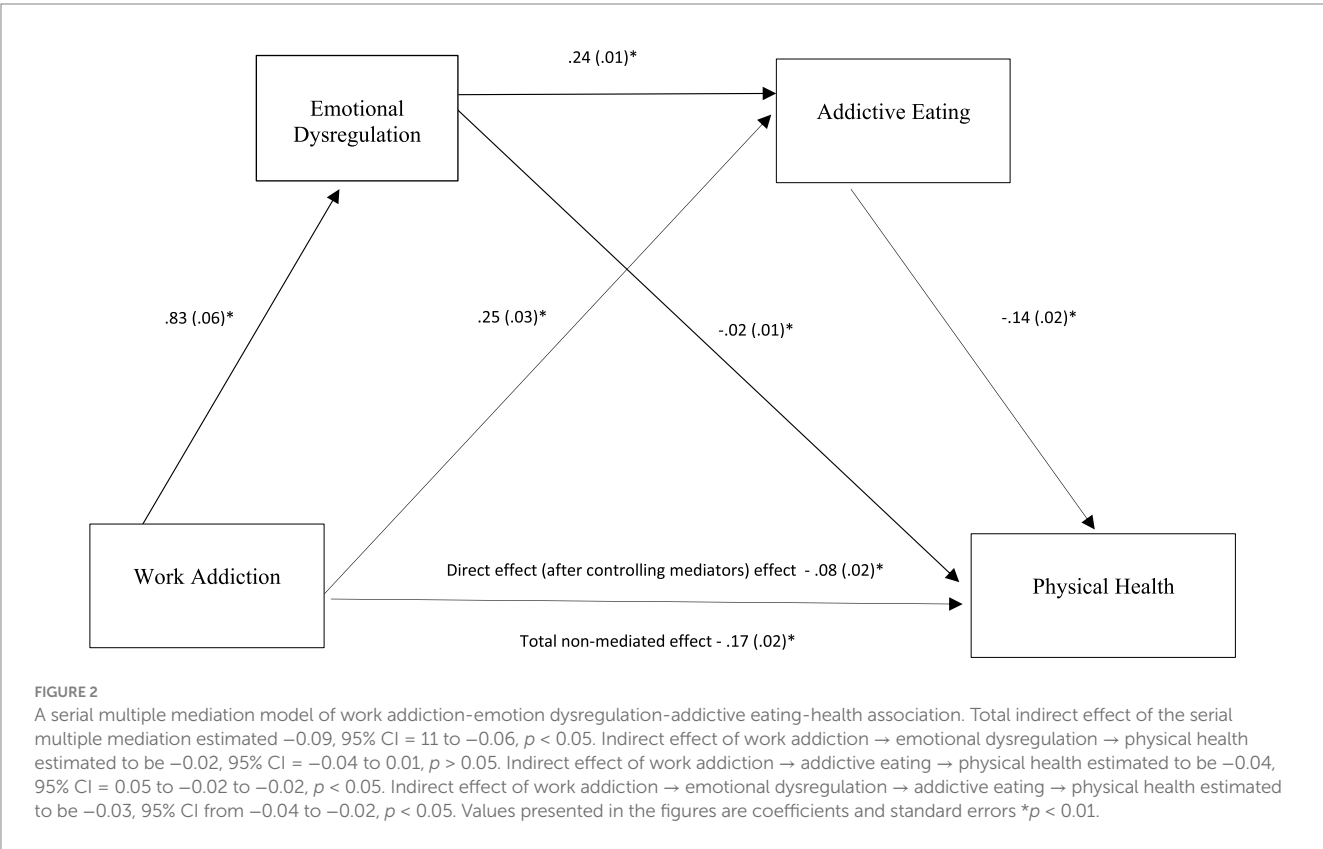 .24 (.01)*
Emotional
Dysregulation
Addictive Eating
.83 (.06)*
.25 (.03)*
-.02 (.01)*
-.14 (.02)*
Work Addiction
Direct effect (after controlling mediators) effect - .08 (.02)*
Physical Health
Total non-mediated effect - .17 (.02)*
FIGURE 2
A serial multiple mediation model of work addiction-emotion dysregulation-addictive eating-health association. Total indirect effect of the serial
multiple mediation estimated −0.09, 95% CI = 11 to −0.06, p < 0.05. Indirect effect of work addiction → emotional dysregulation → physical health
estimated to be −0.02, 95% CI = −0.04 to 0.01, p > 0.05. Indirect effect of work addiction → addictive eating → physical health estimated to be −0.04,
95% CI = 0.05 to −0.02 to −0.02, p < 0.05. Indirect effect of work addiction → emotional dysregulation → addictive eating → physical health estimated
to be −0.03, 95% CI from −0.04 to −0.02, p < 0.05. Values presented in the figures are coefficients and standard errors *p < 0.01.